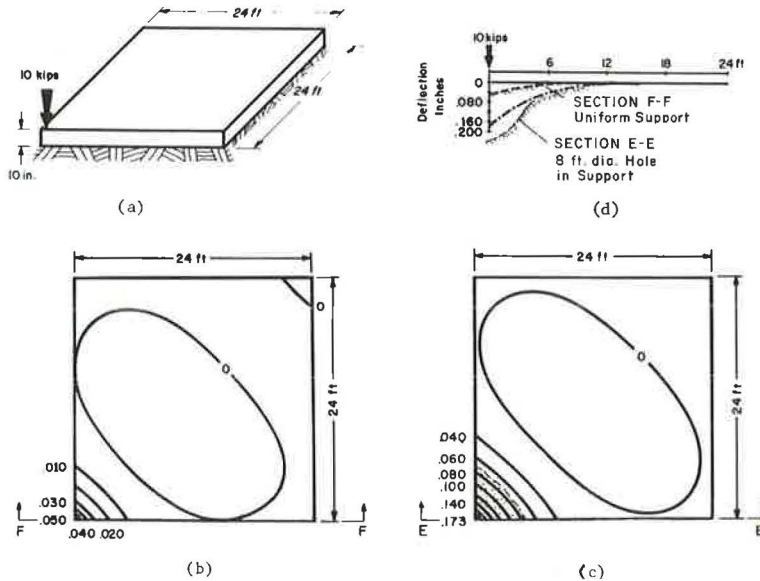 24 ft
10 kips
24 ft
10 in.
(a)
10 kips
6 12 18 24 ft
Deflection Inches
0
.080
.160
.200
SECTION F-F
Uniform Support
SECTION E-E
8 ft. dia. Hole
in Support
(d)
24 ft
0
0
24 ft
.010
.030
.050
.040 .020
F F
(b)
24 ft
0
24 ft
.040
.060
.080
.100
.140
.173
E E
(c)